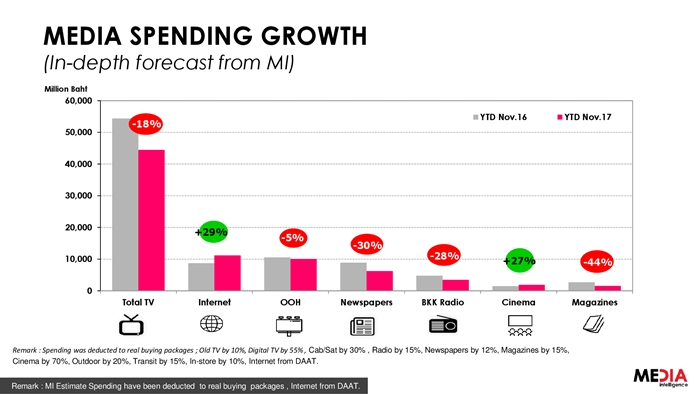 MEDIA SPENDING GROWTH
(In-depth forecast from MI)
Million Baht
60,000
50,000
40,000
30,000
20,000
10,000
0
YTD Nov.16 YTD Nov.17
-18%
+29%
-5%
-30%
-28%
+27%
-44%
Total TV Internet OOH Newspapers BKK Radio Cinema Magazines
Remark : Spending was deducted to real buying packages ; Old TV by 10%, Digital TV by 55% , Cab/Sat by 30% , Radio by 15%, Newspapers by 12%, Magazines by 15%,
Cinema by 70%, Outdoor by 20%, Transit by 15%, In-store by 10%, Internet from DAAT.
Remark : MI Estimate Spending have been deducted to real buying packages , Internet from DAAT.
MEDIA
Intelligence